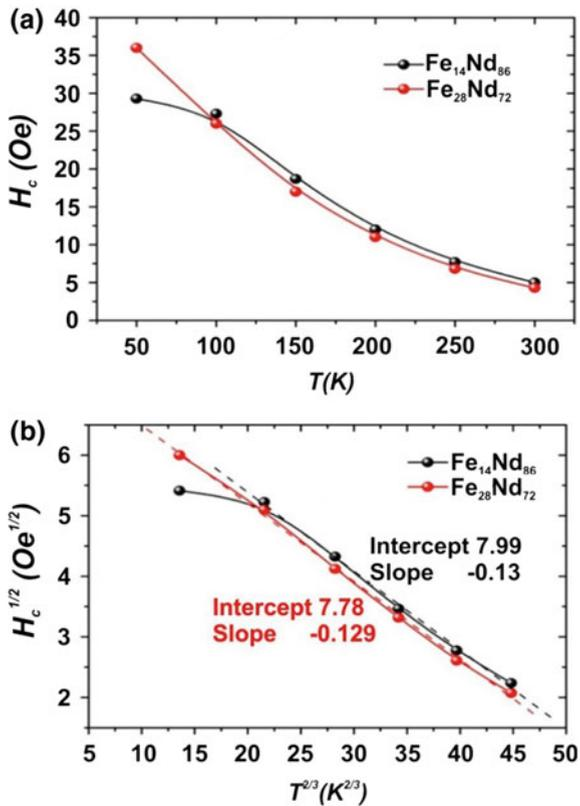 (a)
40
35
30
25
20
15
10
5
0
H_c (Oe)
Fe₁₄Nd₈₆
Fe₂₈Nd₇₂
50 100 150 200 250 300
T(K)
(b)
6
5
4
3
2
H_c^1/2 (Oe^1/2)
Fe₁₄Nd₈₆
Fe₂₈Nd₇₂
Intercept 7.99
Slope -0.13
Intercept 7.78
Slope -0.129
5 10 15 20 25 30 35 40 45 50
T^2/3(K^2/3)